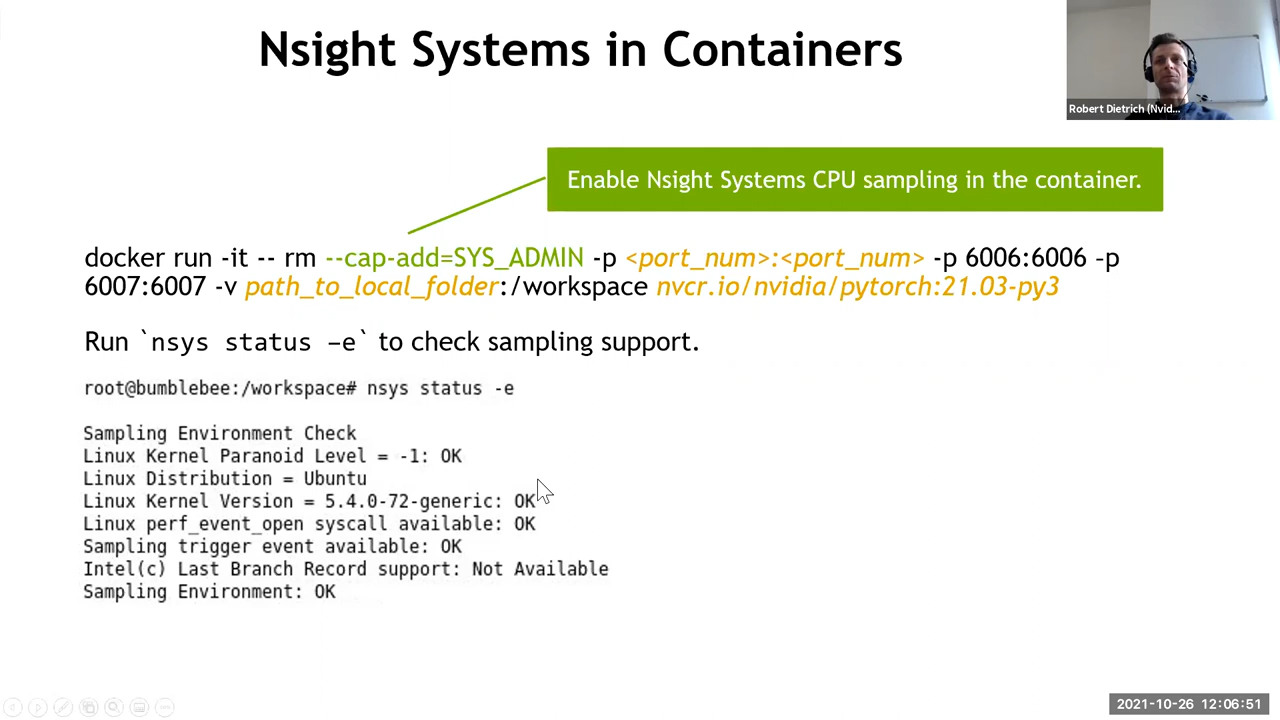 Nsight Systems in Containers
Robert Dietrich (Nvid...
Enable Nsight Systems CPU sampling in the container.
docker run -it -- rm --cap-add=SYS_ADMIN -p <port_num>:<port_num> -p 6006:6006 –p
6007:6007 -v path_to_local_folder:/workspace nvcr.io/nvidia/pytorch:21.03-py3
Run `nsys status –e` to check sampling support.
root@bumblebee:/workspace# nsys status -e
Sampling Environment Check
Linux Kernel Paranoid Level = -1: OK
Linux Distribution = Ubuntu
Linux Kernel Version = 5.4.0-72-generic: OK
Linux perf_event_open syscall available: OK
Sampling trigger event available: OK
Intel(c) Last Branch Record support: Not Available
Sampling Environment: OK
2021-10-26 12:06:51